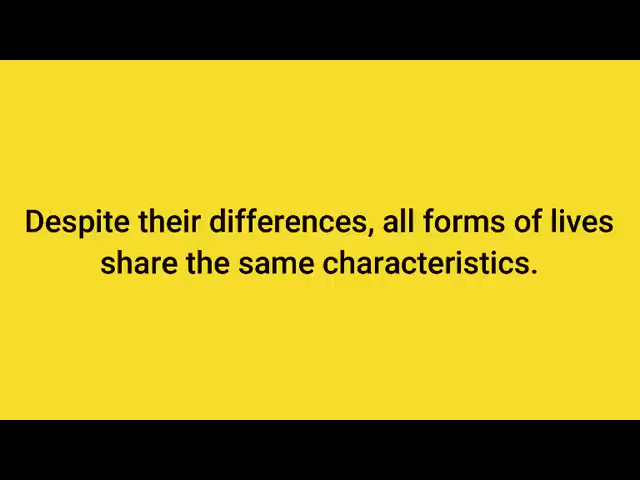 Despite their differences, all forms of lives
share the same characteristics.